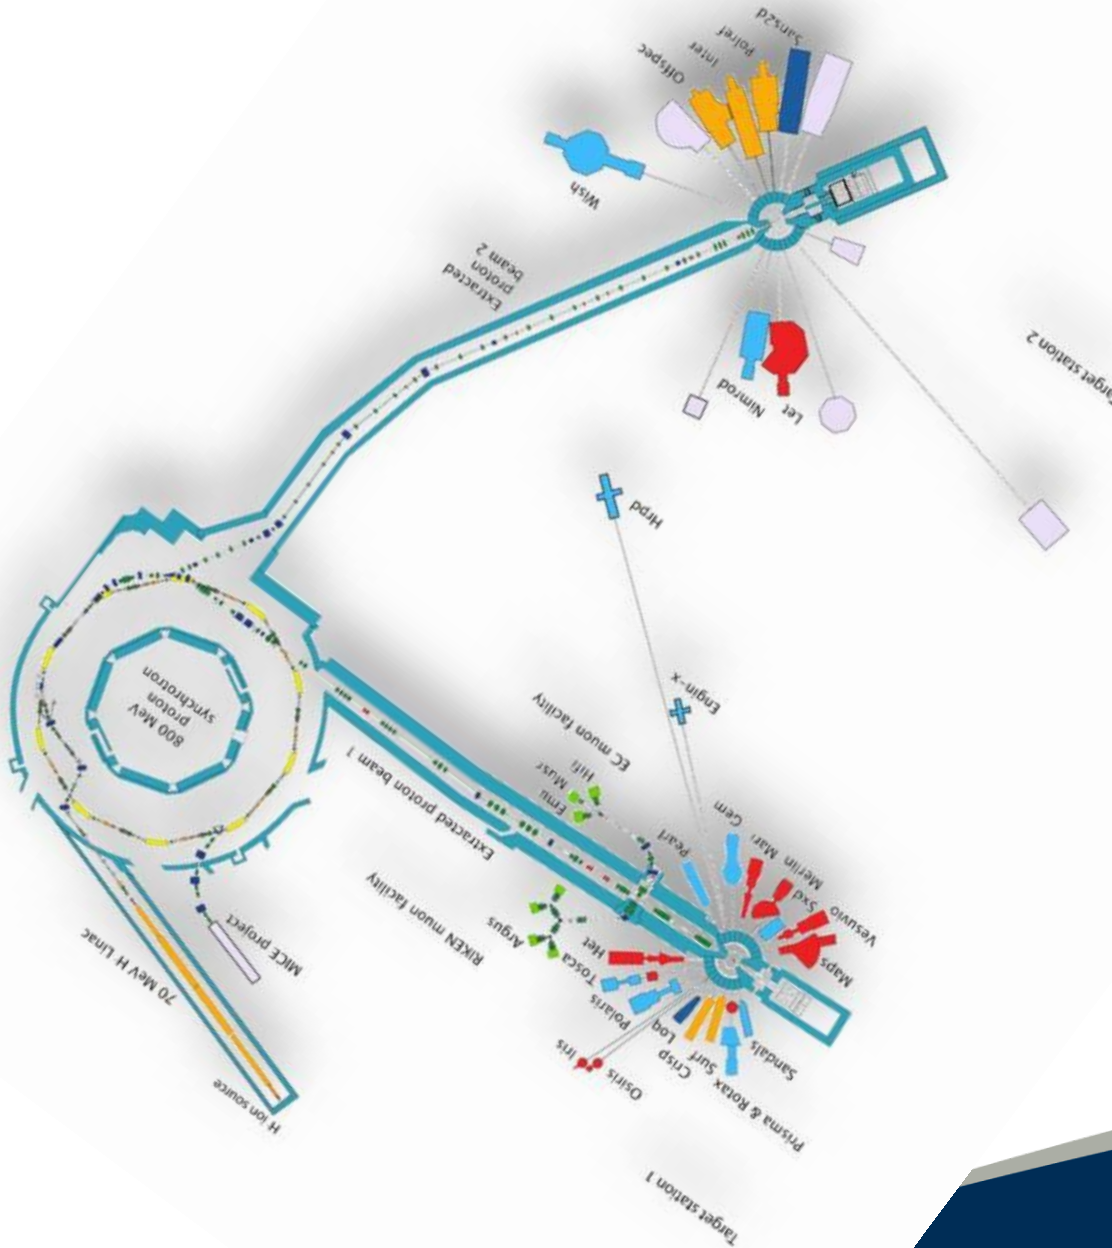 Sans2d
Polref
Inter
Offspec
Wish
Extracted
proton
beam 2
Target station 2
Let
Nimrod
Hrpd
Engin-x
800 MeV
proton
synchrotron
EC muon facility
Hifi
Musr
Emu
Extracted proton beam 1
RIKEN muon facility
Argus
MICE project
70 MeV H Linac
H ion source
Pearl
Gem
Mari
Merlin
Sxd
Vesuvio
Maps
Het
Tosca
Polaris
Iris
Osiris
Loq
Crisp
Surf
Prisma & Rotax
Sandals
Target station 1